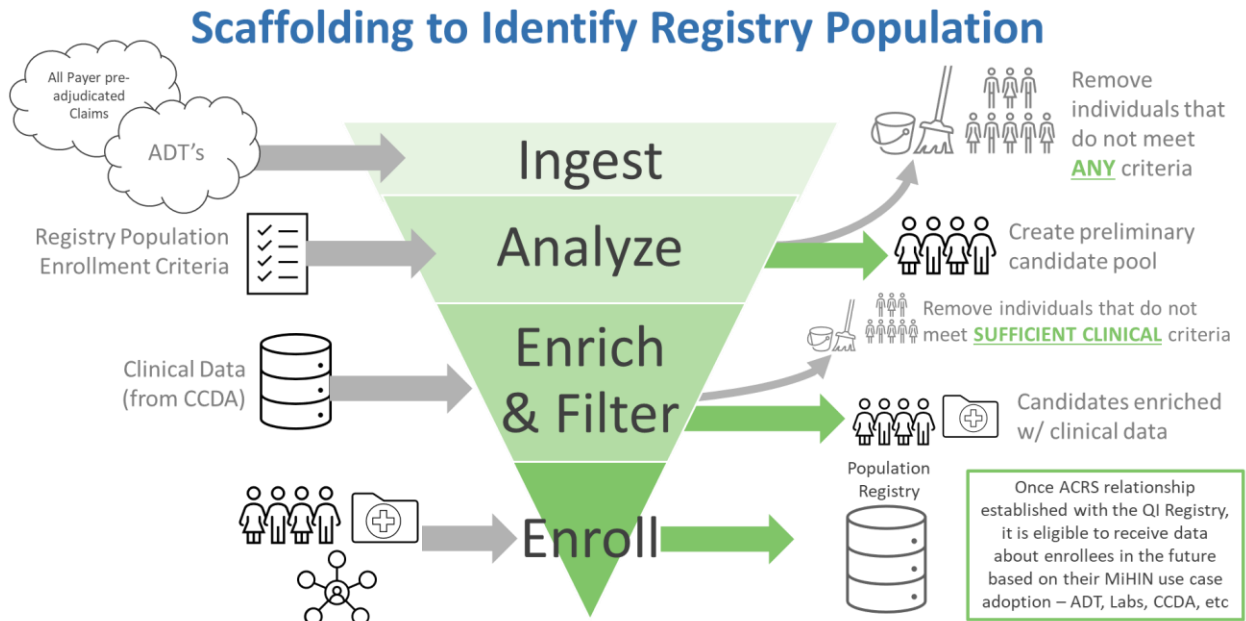 Scaffolding to Identify Registry Population
All Payer pre-
adjudicated
Claims
ADT's
Ingest
Remove
individuals that
do not meet
ANY criteria
Registry Population
Enrollment Criteria
Analyze
Create preliminary
candidate pool
Remove individuals that do not
meet SUFFICIENT CLINICAL criteria
Clinical Data
(from CCDA)
Enrich
& Filter
Candidates enriched
w/ clinical data
Enroll
Population
Registry
Once ACRS relationship
established with the QI Registry,
it is eligible to receive data
about enrollees in the future
based on their MiHIN use case
adoption – ADT, Labs, CCDA, etc